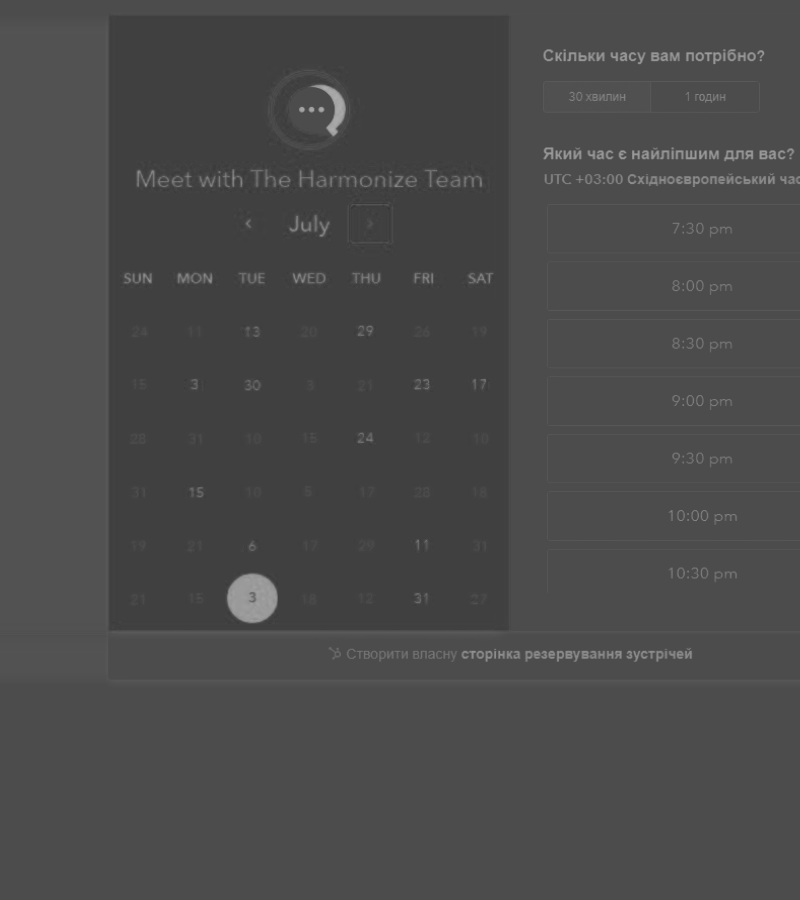 Meet with The Harmonize Team
July
SUN MON TUE WED THU FRI SAT
24 11 13 20 29 26 19
15 3 30 21 23 17
28 31 10 15 24 12 10
31 15 10 17 28 18
19 21 6 17 29 11 31
21 15 3 18 12 31 27
Скільки часу вам потрібно?
30 хвилин 1 годин
Який час є найліпшим для вас?
UTC +03:00 Східноєвропейський час
7:30 pm
8:00 pm
8:30 pm
9:00 pm
9:30 pm
10:00 pm
10:30 pm
Створити власну сторінка резервування зустрічей